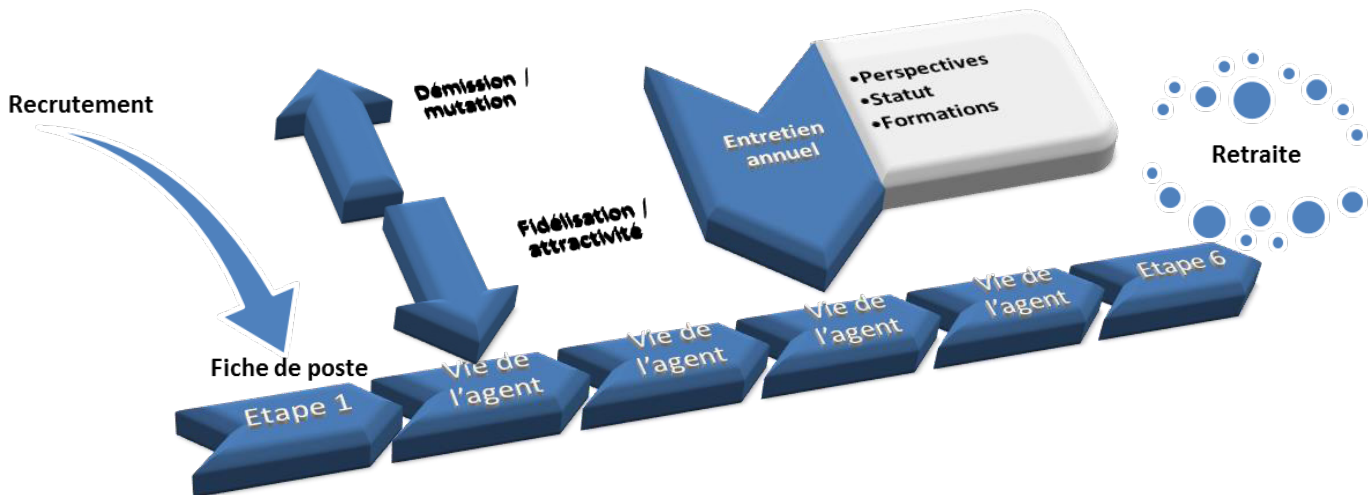 Recrutement
Démission /
mutation
Fidélisation /
attractivité
Entretien
annuel
•Perspectives
•Statut
•Formations
Retraite
Fiche de poste
Etape 1
Vie de
l'agent
Vie de
l'agent
Vie de
l'agent
Vie de
l'agent
Etape 6